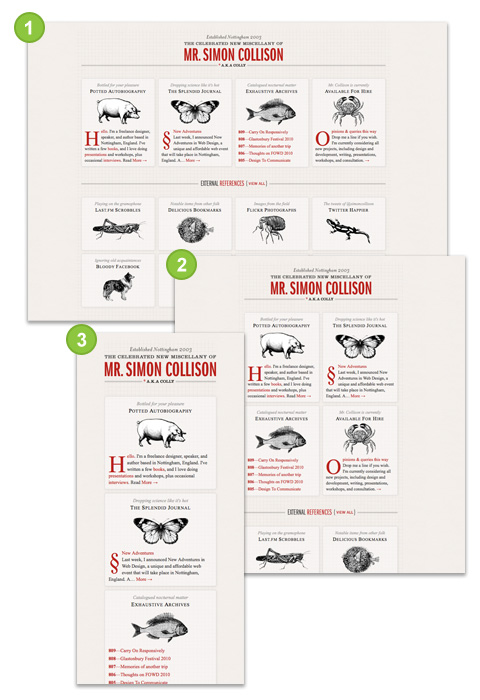 1
Established Nottingham 2003
THE CELEBRATED NEW MISCELLANY OF
MR. SIMON COLLISON
* A.K.A COLLY
Bottled for your pleasure
POTTED AUTOBIOGRAPHY
Hello. I'm a freelance designer,
speaker, and author based in
Nottingham, England. I've
written a few books, and I love doing
presentations and workshops, plus
occasional interviews. Read More →
Dropping science like it's hot
THE SPLENDID JOURNAL
§ New Adventures
Last week, I announced New
Adventures in Web Design, a
unique and affordable web event
that will take place in Nottingham,
England. A… More →
Catalogued nocturnal matter
EXHAUSTIVE ARCHIVES
009—Carry On Responsively
008—Glastonbury Festival 2010
007—Memories of another trip
006—Thoughts on FOWD 2010
005—Design To Communicate
Mr. Collison is currently
AVAILABLE FOR HIRE
Opinions & queries this way
Drop me a line if you wish.
I'm currently considering all
new projects, including design and
development, writing, presentations,
workshops, and consultation. →
EXTERNAL REFERENCES { VIEW ALL }
Playing on the gramophone
LAST.FM SCROBBLES
Notable items from other folk
DELICIOUS BOOKMARKS
Images from the field
FLICKR PHOTOGRAPHS
The tweets of
TWITTER HAPPIER
Ignoring old acquaintances
BLOODY FACEBOOK
2
Established Nottingham 2003
THE CELEBRATED NEW MISCELLANY OF
MR. SIMON COLLISON
* A.K.A COLLY
Bottled for your pleasure
POTTED AUTOBIOGRAPHY
Hello. I'm a freelance designer,
speaker, and author based in
Nottingham, England. I've
written a few books, and I love doing
presentations and workshops, plus
occasional interviews. Read More →
Dropping science like it's hot
THE SPLENDID JOURNAL
§ New Adventures
Last week, I announced New
Adventures in Web Design, a
unique and affordable web event
that will take place in Nottingham,
England. A… More →
Catalogued nocturnal matter
EXHAUSTIVE ARCHIVES
009—Carry On Responsively
008—Glastonbury Festival 2010
007—Memories of another trip
006—Thoughts on FOWD 2010
005—Design To Communicate
Mr. Collison is currently
AVAILABLE FOR HIRE
Opinions & queries this way
Drop me a line if you wish.
I'm currently considering all
new projects, including design and
development, writing, presentations,
workshops, and consultation. →
EXTERNAL REFERENCES { VIEW ALL }
Playing on the gramophone
LAST.FM SCROBBLES
Notable items from other folk
DELICIOUS BOOKMARKS
3
Established Nottingham 2003
THE CELEBRATED NEW MISCELLANY OF
MR. SIMON COLLISON
* A.K.A COLLY
Bottled for your pleasure
POTTED AUTOBIOGRAPHY
Hello. I'm a freelance designer, speaker, and
author based in Nottingham, England. I've
written a few books, and I love doing
presentations and workshops, plus occasional
interviews. Read More →
Dropping science like it's hot
THE SPLENDID JOURNAL
§ New Adventures
Last week, I announced New Adventures in
Web Design, a unique and affordable web
event that will take place in Nottingham,
England. A… More →
Catalogued nocturnal matter
EXHAUSTIVE ARCHIVES
009—Carry On Responsively
008—Glastonbury Festival 2010
007—Memories of another trip
006—Thoughts on FOWD 2010
005—Design To Communicate